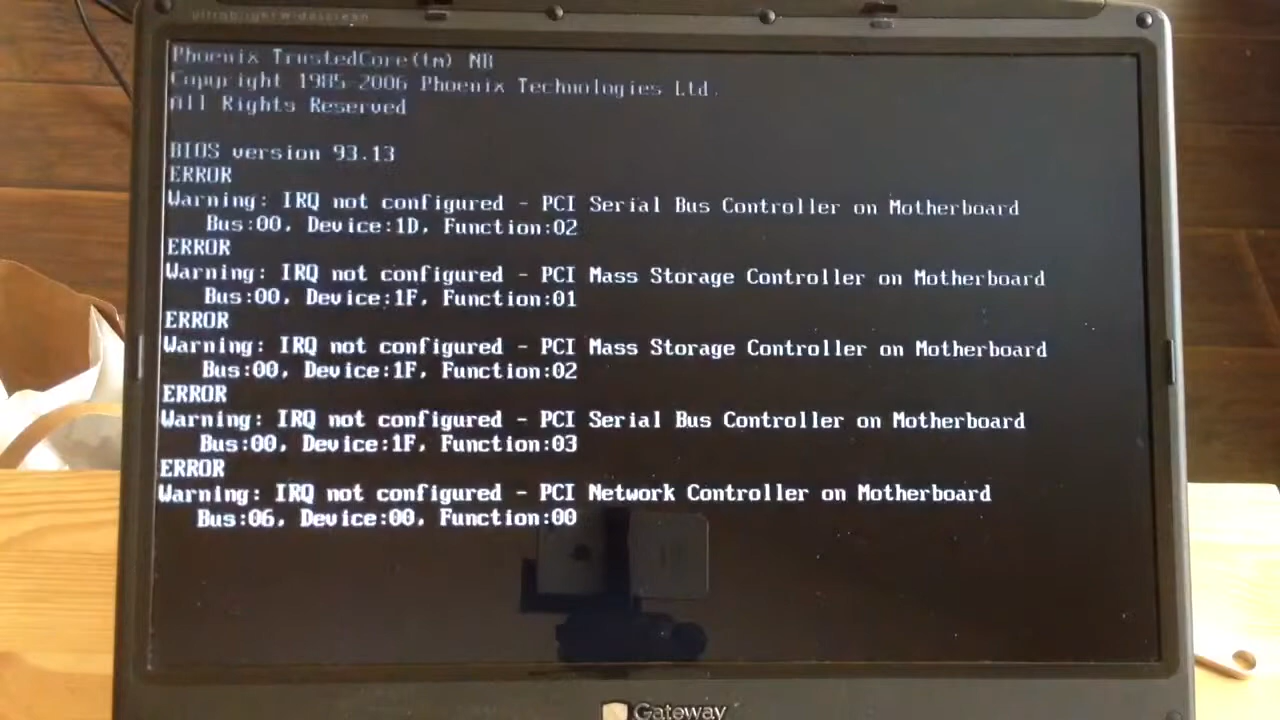 ultrabright widescreen
Phoenix TrustedCore(tm) NB
Copyright 1985-2006 Phoenix Technologies Ltd.
All Rights Reserved
BIOS version 93.13
ERROR
Warning: IRQ not configured - PCI Serial Bus Controller on Motherboard
Bus:00, Device:1D, Function:02
ERROR
Warning: IRQ not configured - PCI Mass Storage Controller on Motherboard
Bus:00, Device:1F, Function:01
ERROR
Warning: IRQ not configured - PCI Mass Storage Controller on Motherboard
Bus:00, Device:1F, Function:02
ERROR
Warning: IRQ not configured - PCI Serial Bus Controller on Motherboard
Bus:00, Device:1F, Function:03
ERROR
Warning: IRQ not configured - PCI Network Controller on Motherboard
Bus:06, Device:00, Function:00
Gateway